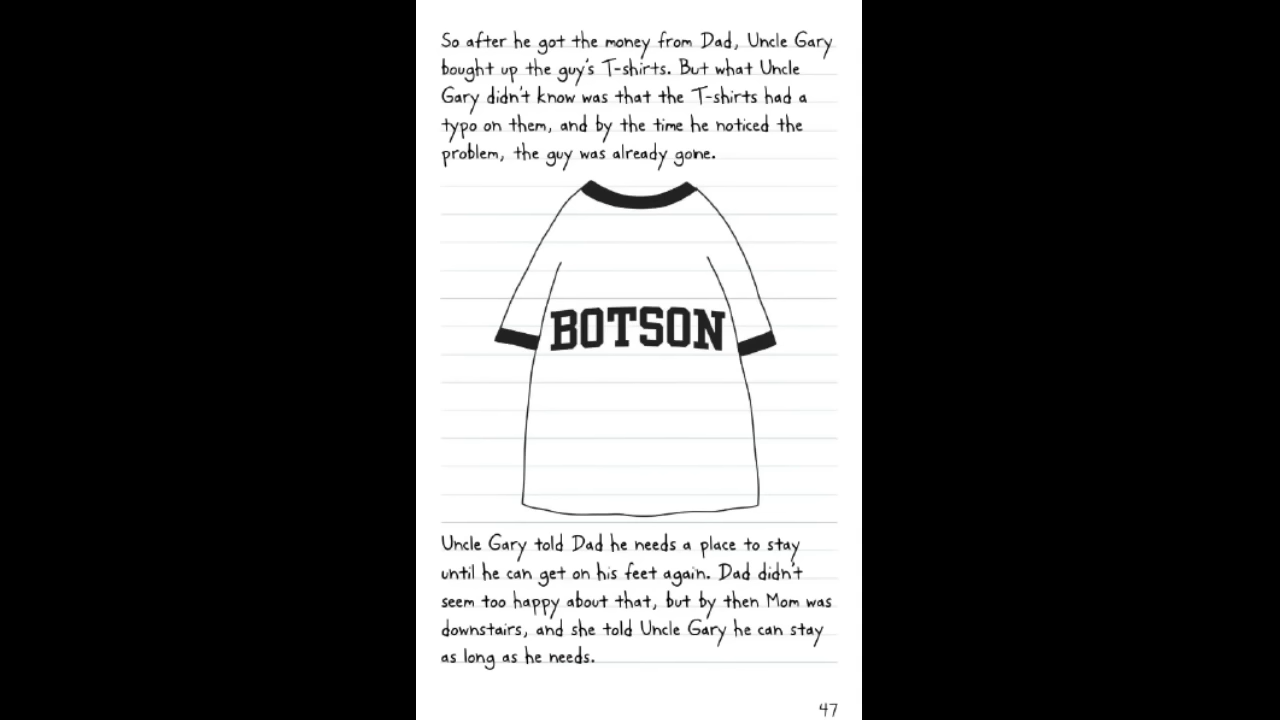 So after he got the money from Dad, Uncle Gary
bought up the guy's T-shirts. But what Uncle
Gary didn't know was that the T-shirts had a
typo on them, and by the time he noticed the
problem, the guy was already gone.
BOTSON
Uncle Gary told Dad he needs a place to stay
until he can get on his feet again. Dad didn't
seem too happy about that, but by then Mom was
downstairs, and she told Uncle Gary he can stay
as long as he needs.
47